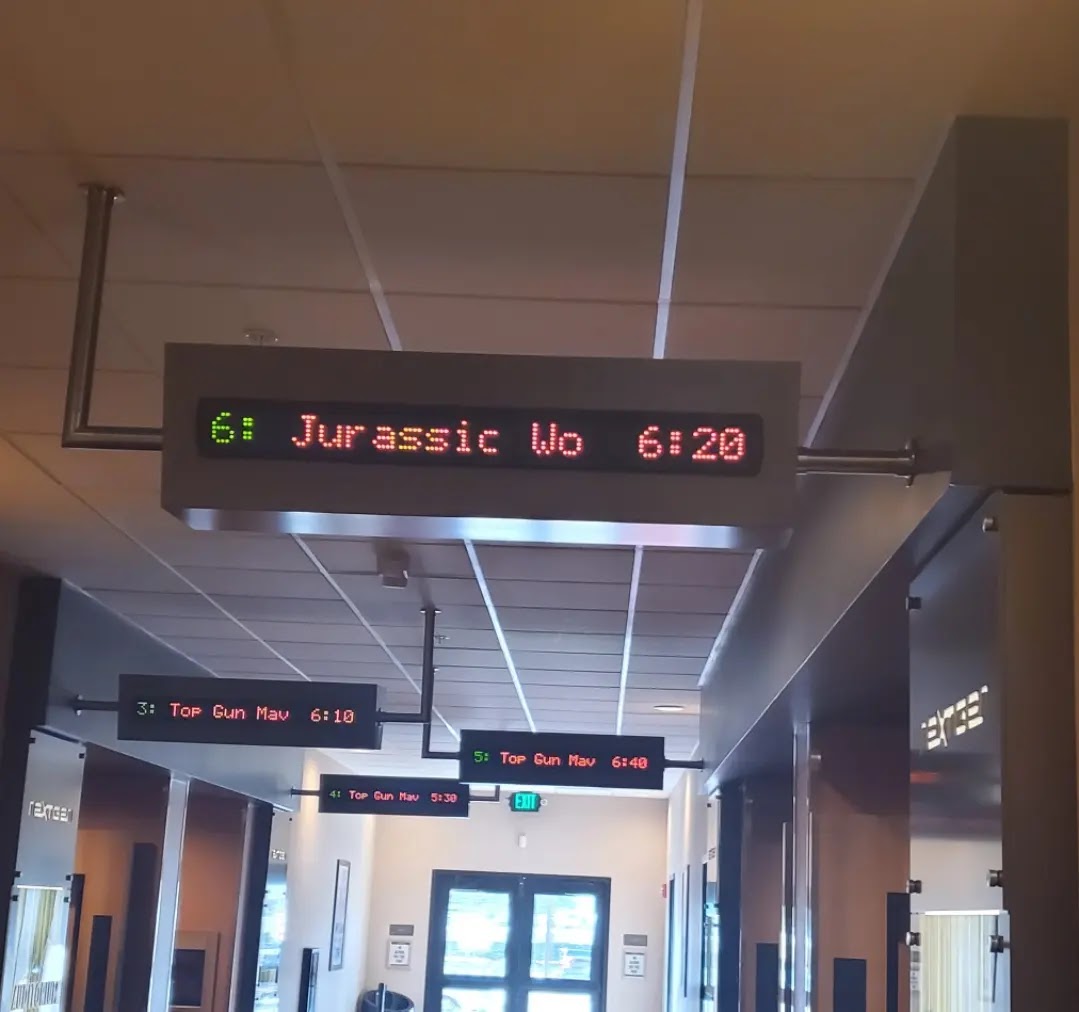 6: Jurassic Wo 6:20
3: Top Gun Mav 6:10
5: Top Gun Mav 6:40
4: Top Gun Mav 5:30
EXIT
NEXTGEN
NEXTGEN